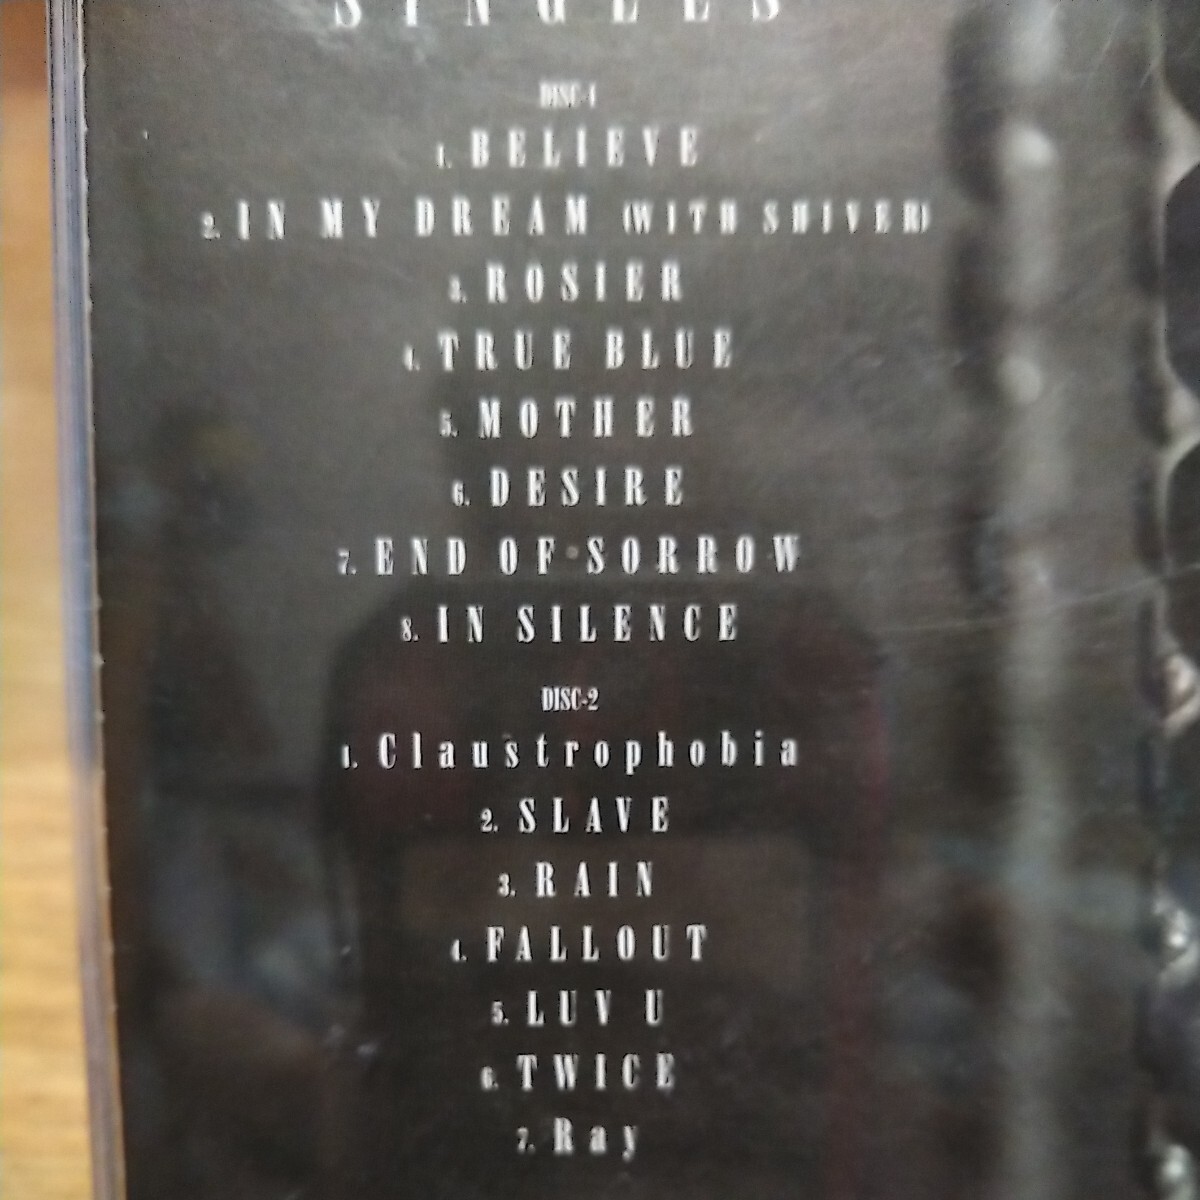 SINGLES
DISC-1
1. BELIEVE
2. IN MY DREAM (WITH SHIVER)
3. ROSIER
4. TRUE BLUE
5. MOTHER
6. DESIRE
7. END OF SORROW
8. IN SILENCE
DISC-2
1. Claustrophobia
2. SLAVE
3. RAIN
4. FALLOUT
5. LUV U
6. TWICE
7. Ray